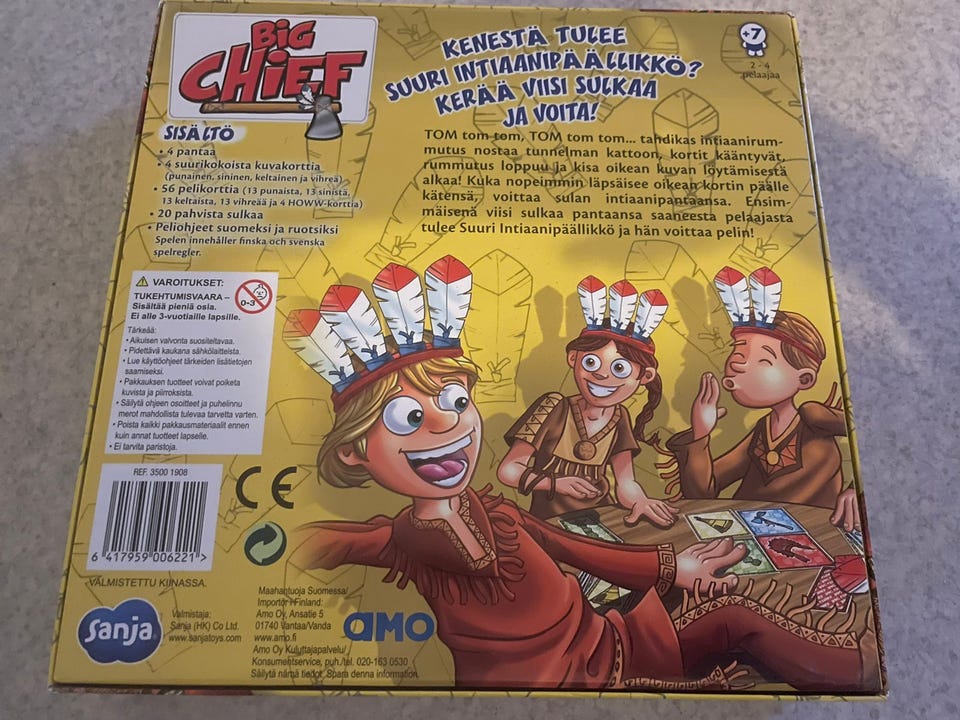 BIG
CHIEF
KENESTÄ TULEE
SUURI INTIAANIPÄÄLLIKKÖ?
KERÄÄ VIISI SULKAA
JA VOITA!
+7
2 - 4
pelaajaa
SISÄLTÖ
• 4 pantaa
• 4 suurikokoista kuvakorttia
(punainen, sininen, keltainen ja vihreä)
• 56 pelikorttia (13 punaista, 13 sinistä,
13 keltaista, 13 vihreää ja 4 HOWW-korttia)
• 20 pahvista sulkaa
• Peliohjeet suomeksi ja ruotsiksi
Spelen innehåller finska och svenska
spelregler.
TOM tom tom, TOM tom tom... tahdikas intiaanirum-
mutus nostaa tunnelman kattoon, kortit kääntyvät,
rummutus loppuu ja kisa oikean kuvan löytämisestä
alkaa! Kuka nopeimmin läpsäisee oikean kortin päälle
kätensä, voittaa sulan intiaanipantaansa. Ensim-
mäisenä viisi sulkaa pantaansa saaneesta pelaajasta
tulee Suuri Intiaanipäällikkö ja hän voittaa pelin!
VAROITUKSET:
TUKEHTUMISVAARA –
Sisältää pieniä osia.
Ei alle 3-vuotiaille lapsille.
0-3
Tärkeää:
• Aikuisen valvonta suositeltavaa.
• Pidettävä kaukana sähkölaitteista.
• Lue käyttöohjeet tärkeiden lisätietojen
saamiseksi.
• Pakkauksen tuotteet voivat poiketa
kuvista ja piirroksista.
• Säilytä ohjeen osoitteet ja puhelinnu
merot mahdollista tulevaa tarvetta varten.
• Poista kaikki pakkausmateriaalit ennen
kuin annat tuotteet lapselle.
• Ei tarvita paristoja.
REF. 3500 1908
6 417959 006221 >
CE
VALMISTETTU KIINASSA.
Sanja
Valmistaja:
Sanja (HK) Co Ltd.
www.sanjatoys.com
Maahantuoja Suomessa/
Importör i Finland:
Amo Oy, Ansatie 5
01740 Vantaa/Vanda
www.amo.fi
Amo Oy Kuluttajapalvelu/
Konsumentservice, puh./tel. 020-163 0530
Säilytä nämä tiedot. Spara denna information.
AMO